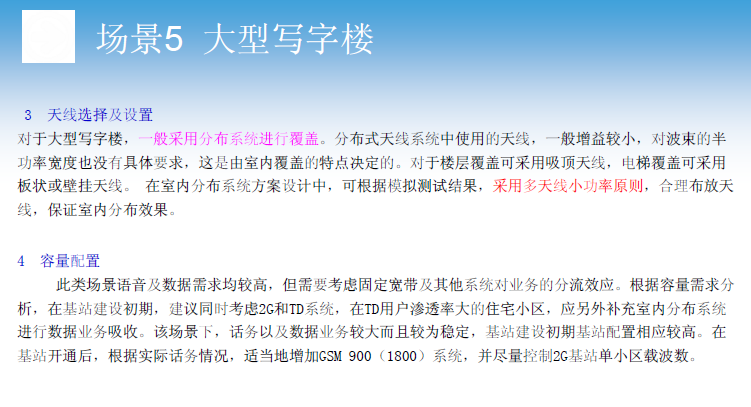 场景5 大型写字楼
3 天线选择及设置
对于大型写字楼，一般采用分布系统进行覆盖。分布式天线系统中使用的天线，一般增益较小，对波束的半
功率宽度也没有具体要求，这是由室内覆盖的特点决定的。对于楼层覆盖可采用吸顶天线，电梯覆盖可采用
板状或壁挂天线。 在室内分布系统方案设计中，可根据模拟测试结果，采用多天线小功率原则，合理布放天
线，保证室内分布效果。
4 容量配置
此类场景语音及数据需求均较高，但需要考虑固定宽带及其他系统对业务的分流效应。根据容量需求分
析，在基站建设初期，建议同时考虑2G和TD系统，在TD用户渗透率大的住宅小区，应另外补充室内分布系统
进行数据业务吸收。该场景下，话务以及数据业务较大而且较为稳定，基站建设初期基站配置相应较高。在
基站开通后，根据实际话务情况，适当地增加GSM 900（1800）系统，并尽量控制2G基站单小区载波数。